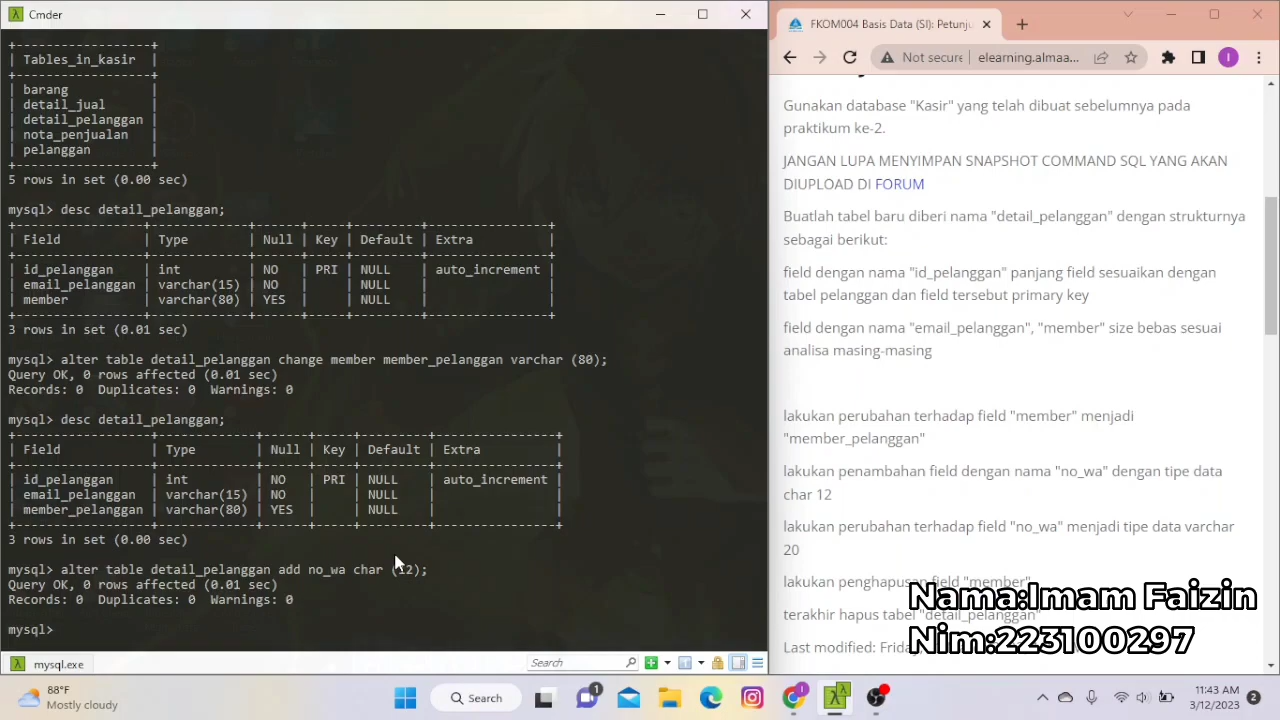 Cmder
+------------------+
| Tables_in_kasir  |
+------------------+
| barang           |
| detail_jual      |
| detail_pelanggan |
| nota_penjualan   |
| pelanggan        |
+------------------+
5 rows in set (0.00 sec)
mysql> desc detail_pelanggan;
+-----------------+-------------+------+-----+---------+----------------+
| Field           | Type        | Null | Key | Default | Extra          |
+-----------------+-------------+------+-----+---------+----------------+
| id_pelanggan    | int         | NO   | PRI | NULL    | auto_increment |
| email_pelanggan | varchar(15) | NO   |     | NULL    |                |
| member          | varchar(80) | YES  |     | NULL    |                |
+-----------------+-------------+------+-----+---------+----------------+
3 rows in set (0.01 sec)
mysql> alter table detail_pelanggan change member member_pelanggan varchar (80);
Query OK, 0 rows affected (0.01 sec)
Records: 0  Duplicates: 0  Warnings: 0
mysql> desc detail_pelanggan;
+------------------+-------------+------+-----+---------+----------------+
| Field            | Type        | Null | Key | Default | Extra          |
+------------------+-------------+------+-----+---------+----------------+
| id_pelanggan     | int         | NO   | PRI | NULL    | auto_increment |
| email_pelanggan  | varchar(15) | NO   |     | NULL    |                |
| member_pelanggan | varchar(80) | YES  |     | NULL    |                |
+------------------+-------------+------+-----+---------+----------------+
3 rows in set (0.00 sec)
mysql> alter table detail_pelanggan add no_wa char (12);
Query OK, 0 rows affected (0.01 sec)
Records: 0  Duplicates: 0  Warnings: 0
mysql>
mysql.exe
Search
FKOM004 Basis Data (SI): Petunj
Not secure
elearning.almaa...
I
Gunakan database "Kasir" yang telah dibuat sebelumnya pada
praktikum ke-2.
JANGAN LUPA MENYIMPAN SNAPSHOT COMMAND SQL YANG AKAN
DIUPLOAD DI FORUM
Buatlah tabel baru diberi nama "detail_pelanggan" dengan strukturnya
sebagai berikut:
field dengan nama "id_pelanggan" panjang field sesuaikan dengan
tabel pelanggan dan field tersebut primary key
field dengan nama "email_pelanggan", "member" size bebas sesuai
analisa masing-masing
lakukan perubahan terhadap field "member" menjadi
"member_pelanggan"
lakukan penambahan field dengan nama "no_wa" dengan tipe data
char 12
lakukan perubahan terhadap field "no_wa" menjadi tipe data varchar
20
lakukan penghapusan field "member"
terakhir hapus tabel "detail_pelanggan"
Last modified: Friday
Nama:Imam Faizin
Nim:223100297
88°F
Mostly cloudy
Search
1
11:43 AM
3/12/2023
2